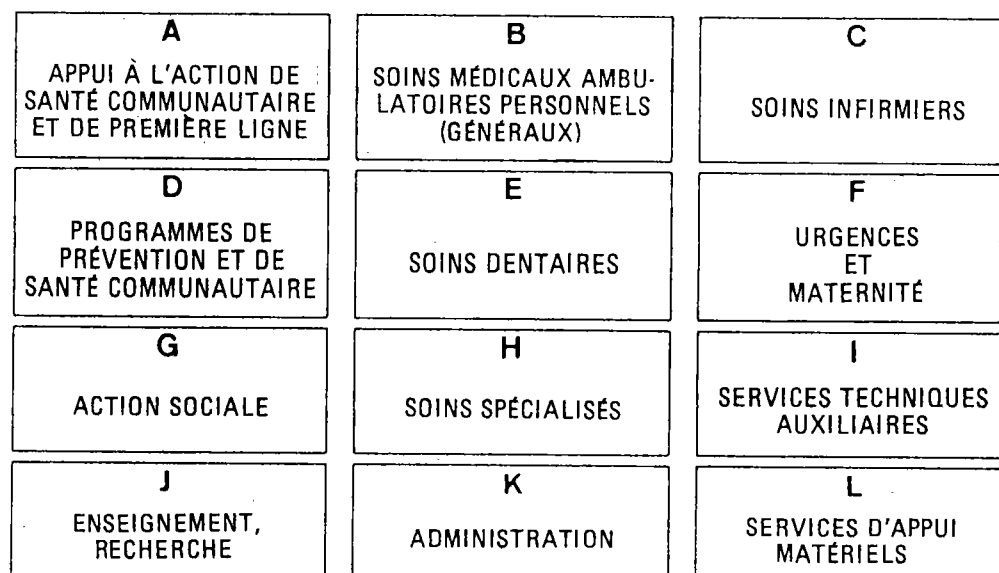 A
APPUI À L'ACTION DE
SANTÉ COMMUNAUTAIRE
ET DE PREMIÈRE LIGNE
B
SOINS MÉDICAUX AMBU-
LATOIRES PERSONNELS
(GÉNÉRAUX)
C
SOINS INFIRMIERS
D
PROGRAMMES DE
PRÉVENTION ET DE
SANTÉ COMMUNAUTAIRE
E
SOINS DENTAIRES
F
URGENCES
ET
MATERNITÉ
G
ACTION SOCIALE
H
SOINS SPÉCIALISÉS
I
SERVICES TECHNIQUES
AUXILIAIRES
J
ENSEIGNEMENT,
RECHERCHE
K
ADMINISTRATION
L
SERVICES D'APPUI
MATÉRIELS